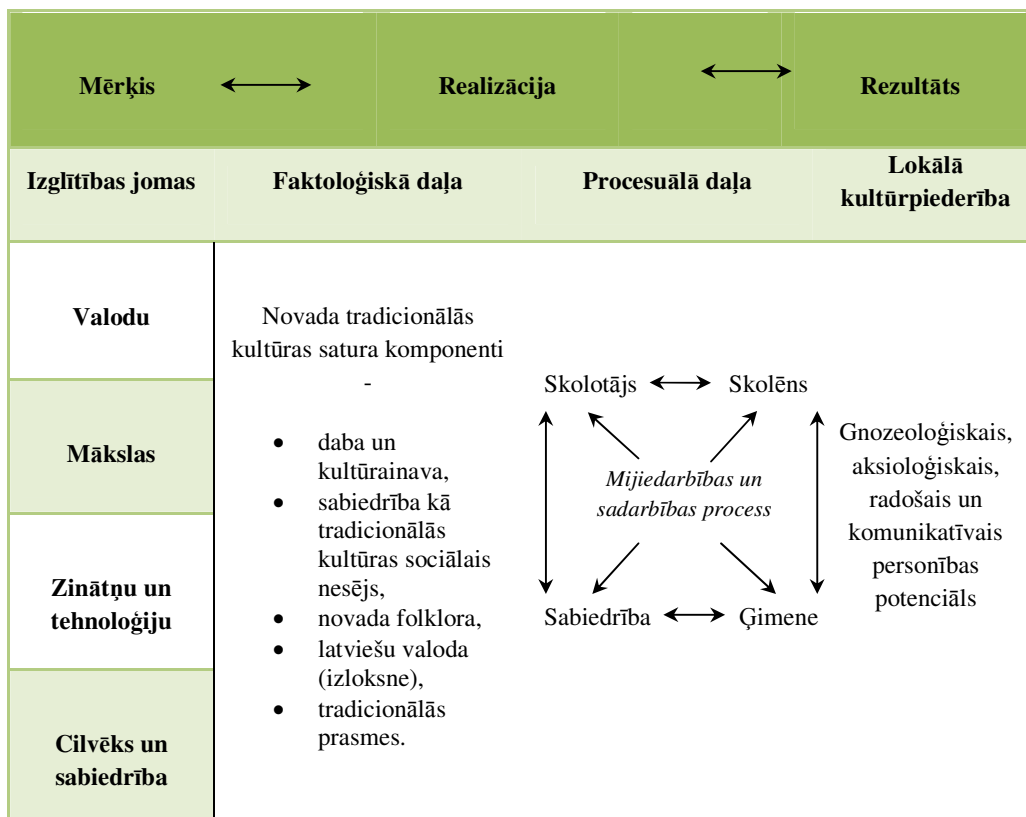 Mērķis
Realizācija
Rezultāts
Izglītības jomas
Faktoloģiskā daļa
Procesuālā daļa
Lokālā
kultūrpiederība
Valodu
Mākslas
Zinātņu un
tehnoloģiju
Cilvēks un
sabiedrība
Novada tradicionālās
kultūras satura komponenti
-
• daba un
kultūrainava,
• sabiedrība kā
tradicionālās
kultūras sociālais
nesējs,
• novada folklora,
• latviešu valoda
(izloksne),
• tradicionālās
prasmes.
Skolotājs
Skolēns
Mijiedarbības un
sadarbības process
Sabiedrība
Ģimene
Gnozeoloģiskais,
aksioloģiskais,
radošais un
komunikatīvais
personības
potenciāls